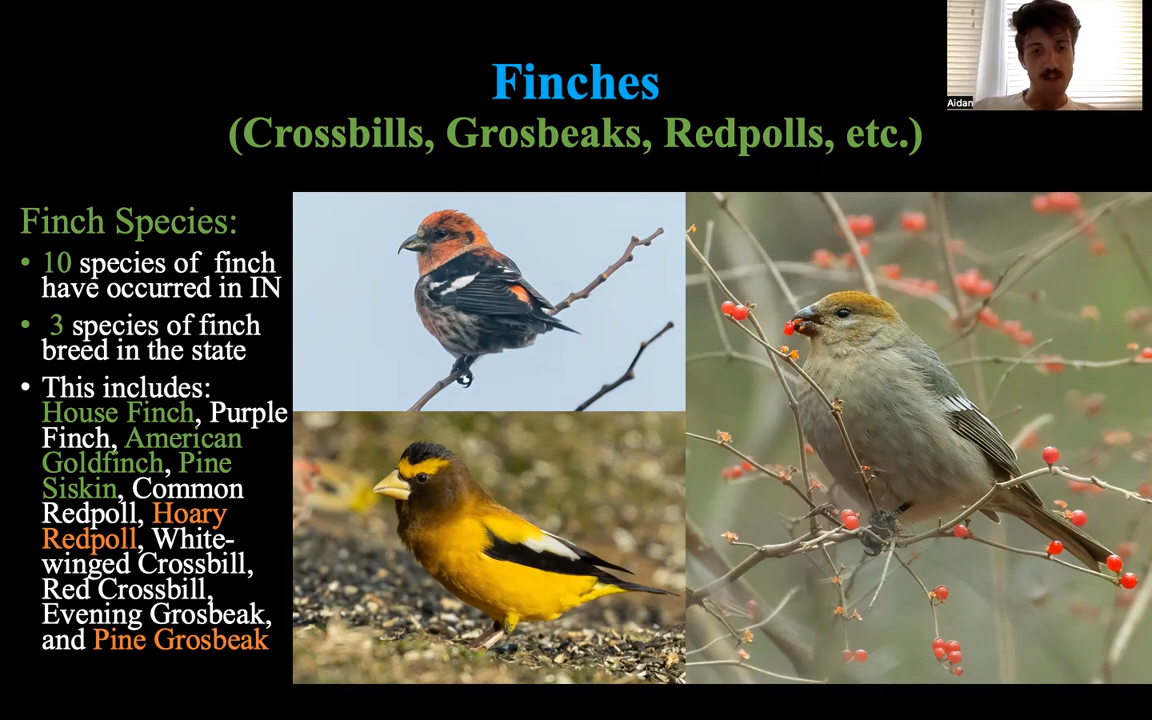 Finches
(Crossbills, Grosbeaks, Redpolls, etc.)
Aidan
Finch Species:
• 10 species of finch
have occurred in IN
• 3 species of finch
breed in the state
• This includes:
House Finch, Purple
Finch, American
Goldfinch, Pine
Siskin, Common
Redpoll, Hoary
Redpoll, White-
winged Crossbill,
Red Crossbill,
Evening Grosbeak,
and Pine Grosbeak